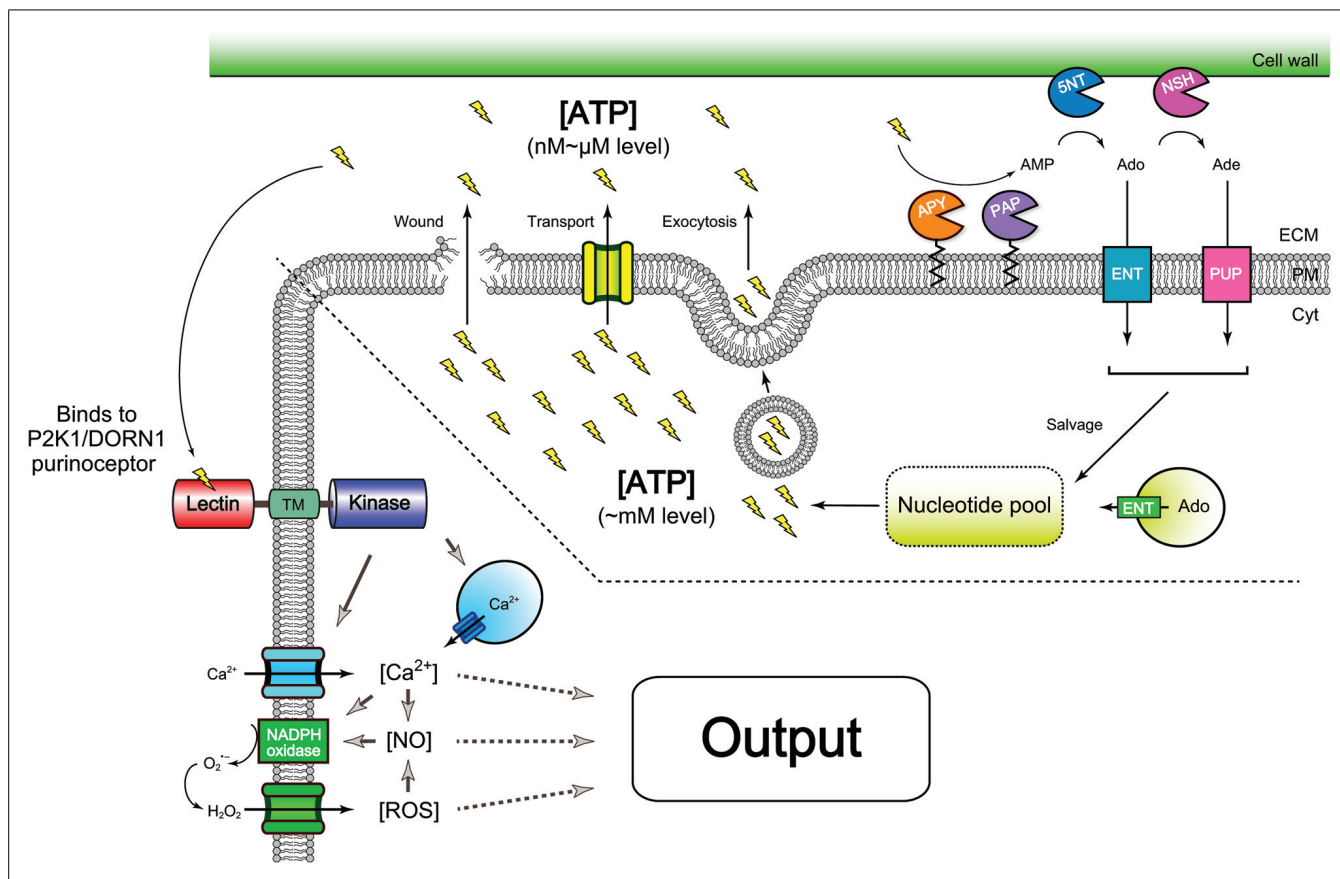 Cell wall
5NT
NSH
[ATP]
(nM~µM level)
AMP
Ado
Ade
Wound
Transport
Exocytosis
APY
PAP
ECM
ENT
PUP
PM
Cyt
Binds to
P2K1/DORN1
purinoceptor
Salvage
Lectin
TM
Kinase
[ATP]
(~mM level)
Nucleotide pool
ENT
Ado
Ca²⁺
Ca²⁺
[Ca²⁺]
NADPH
oxidase
[NO]
Output
O₂•−
H₂O₂
[ROS]